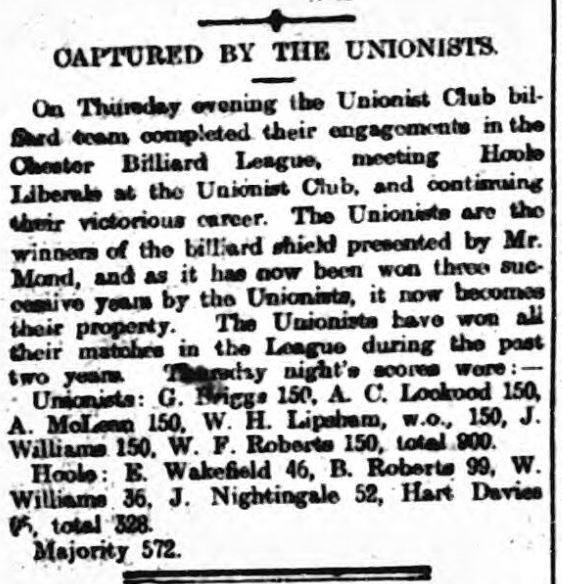 CAPTURED BY THE UNIONISTS.
On Thursday evening the Unionist Club bil-
liard team completed their engagements in the
Chester Billiard League, meeting Hoole
Liberals at the Unionist Club, and continuing
their victorious career. The Unionists are the
winners of the billiard shield presented by Mr.
Mond, and as it has now been won three suc-
cessive years by the Unionists, it now becomes
their property. The Unionists have won all
their matches in the League during the past
two years. Thursday night's scores were:—
Unionists: G. Briggs 150, A. C. Lockwood 150,
A. McLean 150, W. H. Lipsham, w.o., 150, J.
Williams 150, W. F. Roberts 150, total 900.
Hoole: E. Wakefield 46, B. Roberts 99, W.
Williams 36, J. Nightingale 52, Hart Davies
total 328.
Majority 572.